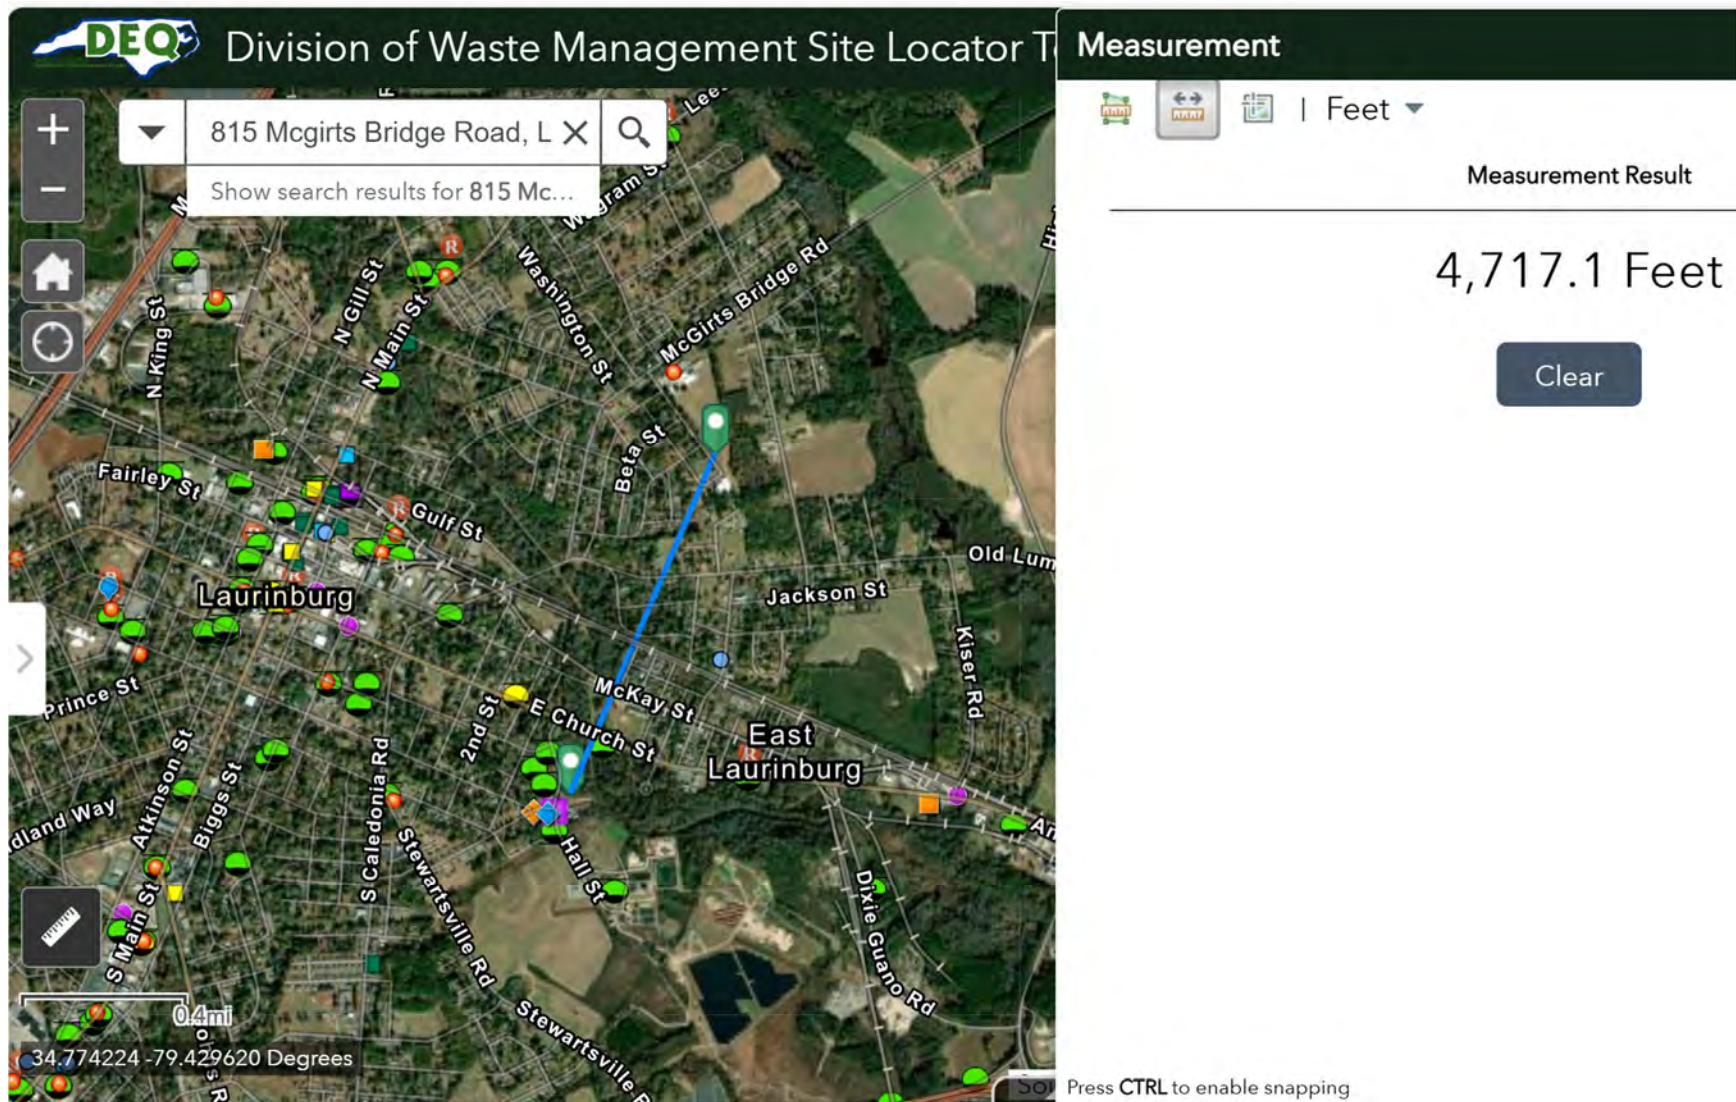 DEQ Division of Waste Management Site Locator T
Measurement
Feet
815 Mcgirts Bridge Road, L
Show search results for 815 Mc...
Measurement Result
4,717.1 Feet
Clear
Washington St
McGirts Bridge Rd
N Gill St
N King St
N Main St
Beta St
Fairley St
Gulf St
Old Lum
Laurinburg
Jackson St
Kiser Rd
Prince St
McKay St
2nd St
E Church St
East
Laurinburg
Atkinson St
Biggs St
S Caledonia Rd
dland Way
Stewartsville Rd
Hall St
Dixie Guano Rd
S Main St
0.4mi
Stewartsville R
34.774224 -79.429620 Degrees
Press CTRL to enable snapping